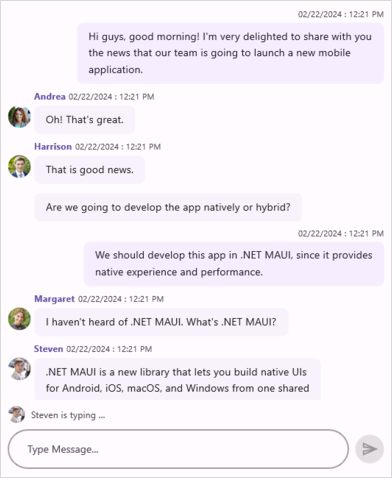 02/22/2024 : 12:21 PM
Hi guys, good morning! I'm very delighted to share with you
the news that our team is going to launch a new mobile
application.
Andrea 02/22/2024 : 12:21 PM
Oh! That's great.
Harrison 02/22/2024 : 12:21 PM
That is good news.
Are we going to develop the app natively or hybrid?
02/22/2024 : 12:21 PM
We should develop this app in .NET MAUI, since it provides
native experience and performance.
Margaret 02/22/2024 : 12:21 PM
I haven't heard of .NET MAUI. What's .NET MAUI?
Steven 02/22/2024 : 12:21 PM
.NET MAUI is a new library that lets you build native UIs
for Android, iOS, macOS, and Windows from one shared
Steven is typing ...
Type Message...